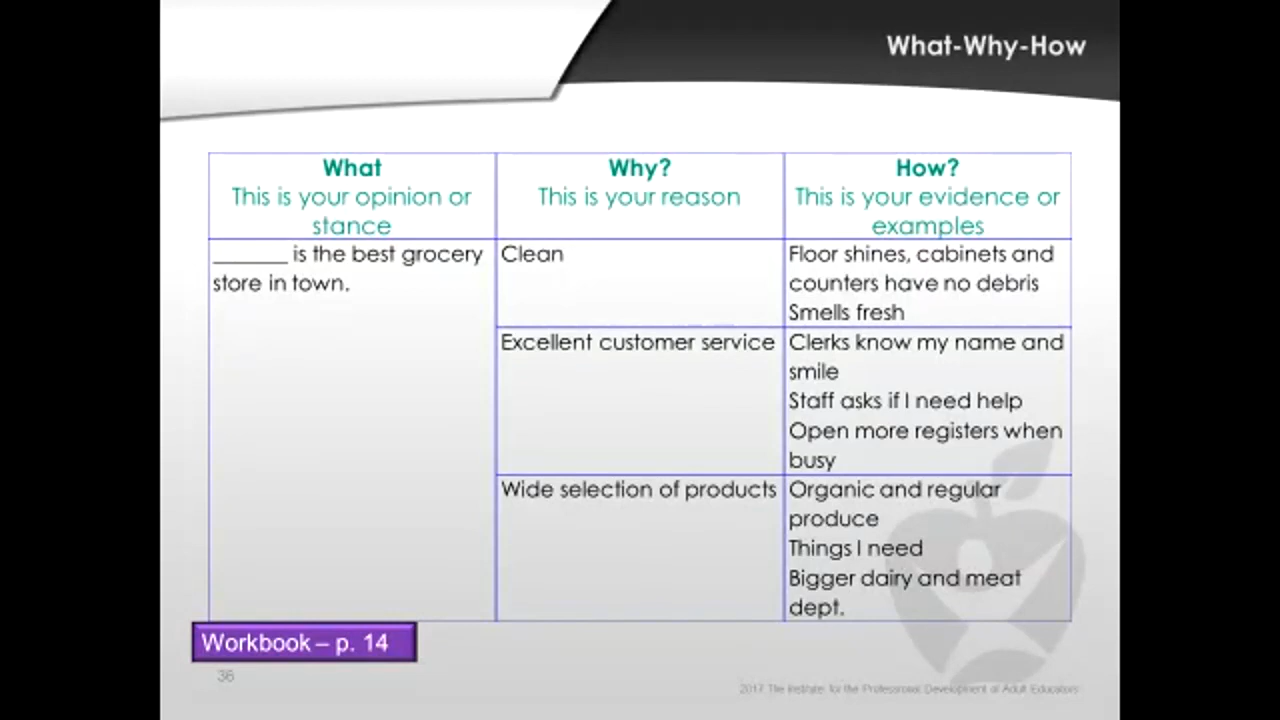 What-Why-How
What
This is your opinion or
stance
Why?
This is your reason
How?
This is your evidence or
examples
_______ is the best grocery
store in town.
Clean
Floor shines, cabinets and
counters have no debris
Smells fresh
Excellent customer service
Clerks know my name and
smile
Staff asks if I need help
Open more registers when
busy
Wide selection of products
Organic and regular
produce
Things I need
Bigger dairy and meat
dept.
Workbook – p. 14
36
2017 The Institute for the Professional Development of Adult Educators